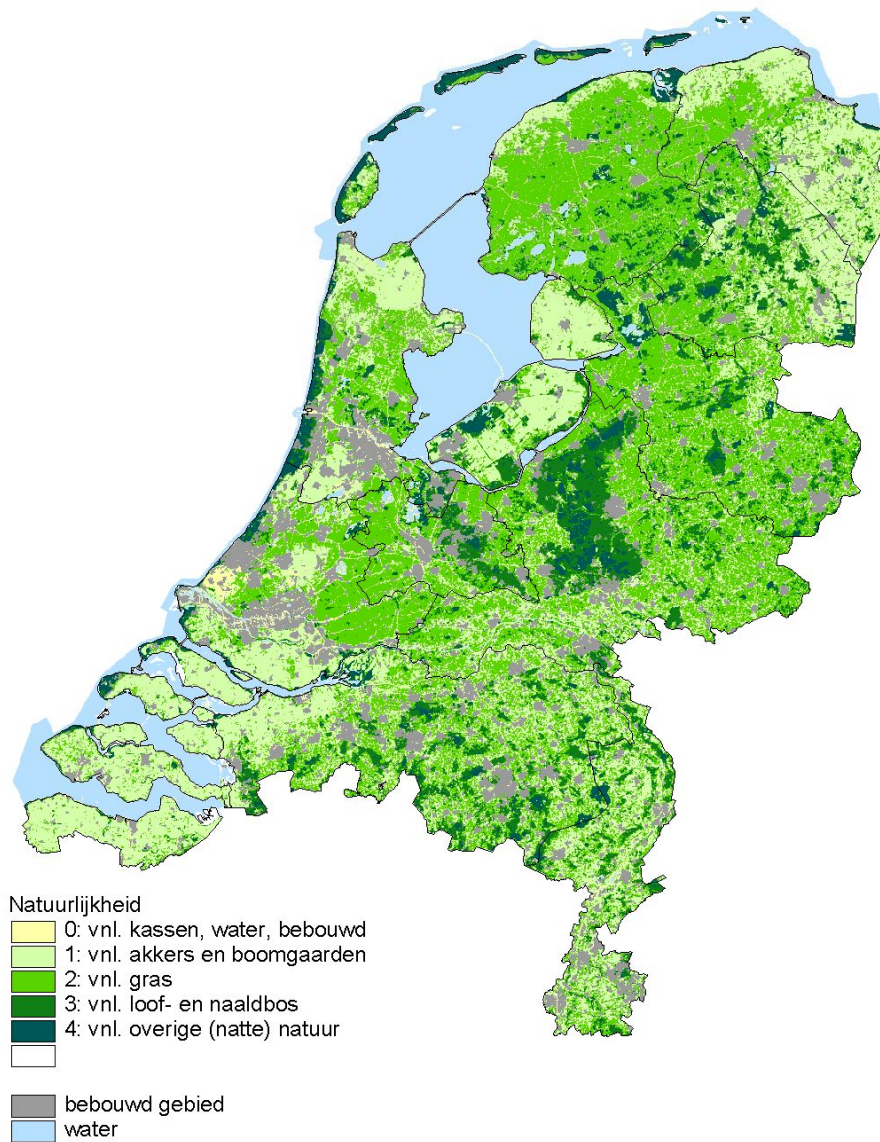 Natuurlijkheid
0: vnl. kassen, water, bebouwd
1: vnl. akkers en boomgaarden
2: vnl. gras
3: vnl. loof- en naaldbos
4: vnl. overige (natte) natuur
bebouwd gebied
water